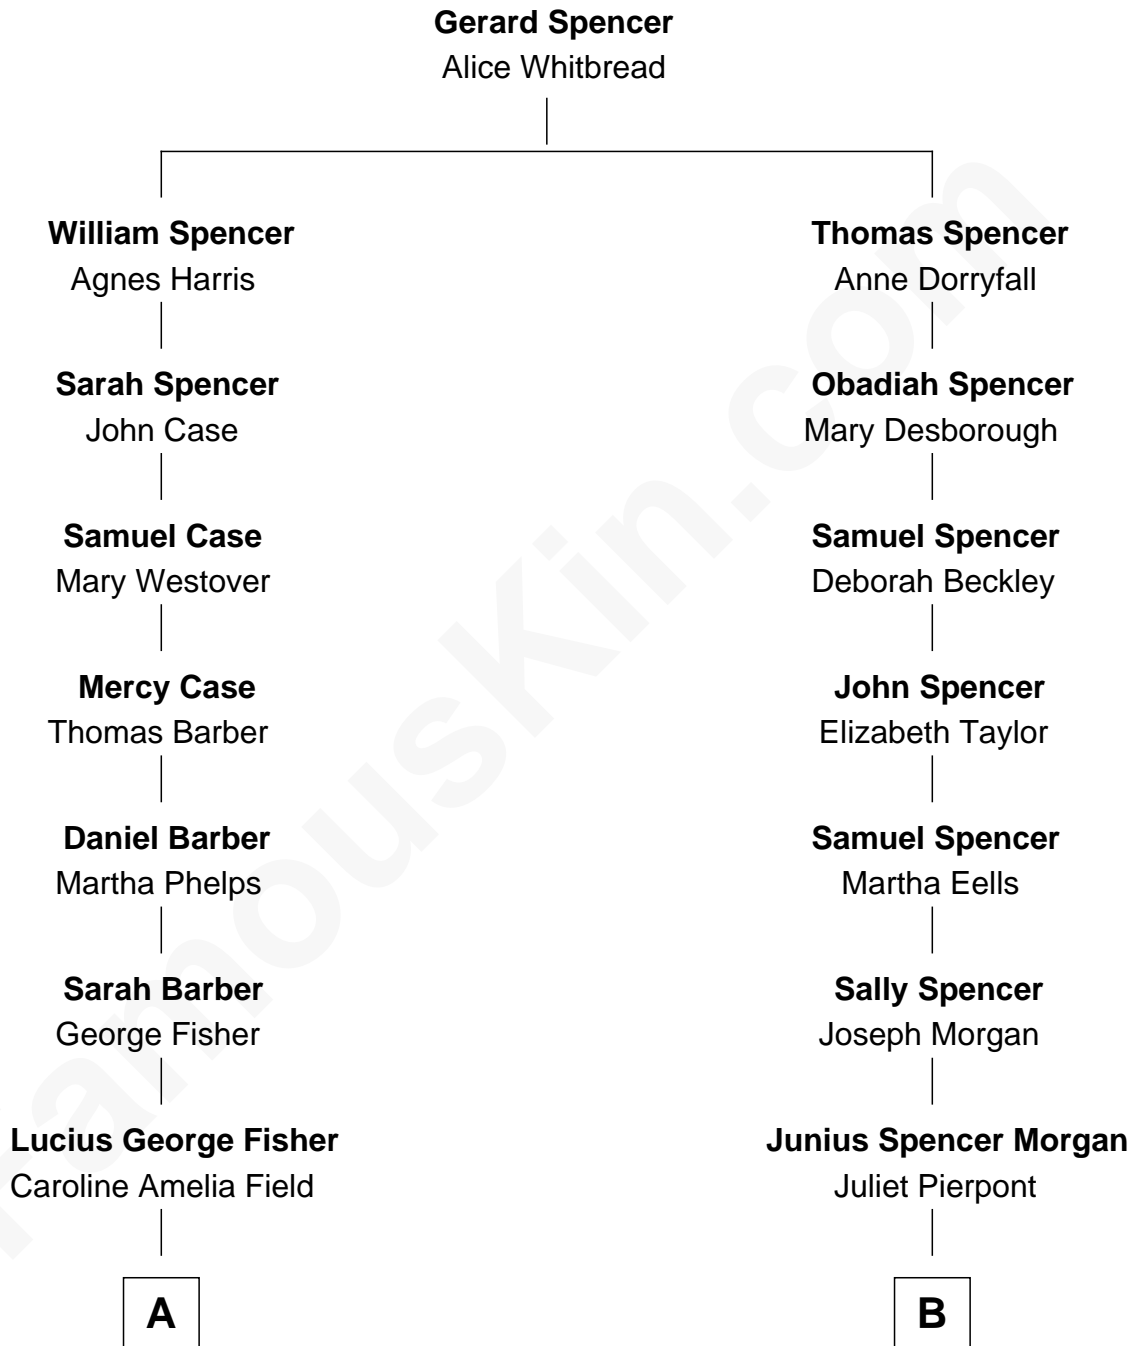 Gerard Spencer
Alice Whitbread
William Spencer
Agnes Harris
Thomas Spencer
Anne Dorryfall
Sarah Spencer
John Case
Obadiah Spencer
Mary Desborough
Samuel Case
Mary Westover
Samuel Spencer
Deborah Beckley
Mercy Case
Thomas Barber
John Spencer
Elizabeth Taylor
Daniel Barber
Martha Phelps
Samuel Spencer
Martha Eells
Sarah Barber
George Fisher
Sally Spencer
Joseph Morgan
Lucius George Fisher
Caroline Amelia Field
Junius Spencer Morgan
Juliet Pierpont
A
B
FamousKin.com